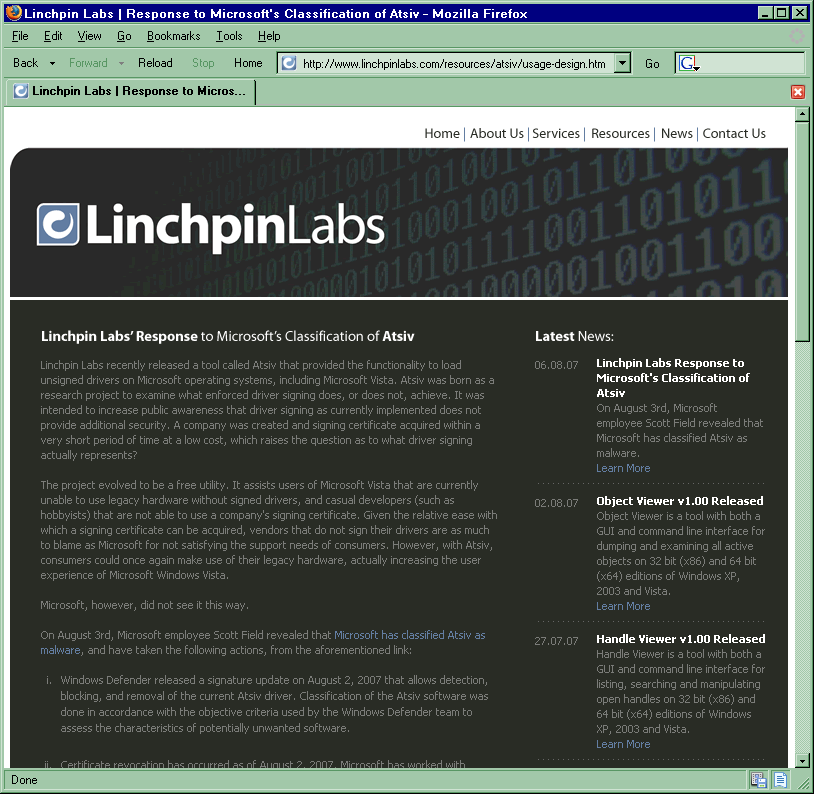 Linchpin Labs | Response to Microsoft's Classification of Atsiv - Mozilla Firefox
File Edit View Go Bookmarks Tools Help
Back Forward Reload Stop Home http://www.linchpinlabs.com/resources/atsiv/usage-design.htm Go G
Linchpin Labs | Response to Micros...
Home | About Us | Services | Resources | News | Contact Us
LinchpinLabs
Linchpin Labs' Response to Microsoft's Classification of Atsiv
Linchpin Labs recently released a tool called Atsiv that provided the functionality to load
unsigned drivers on Microsoft operating systems, including Microsoft Vista. Atsiv was born as a
research project to examine what enforced driver signing does, or does not, achieve. It was
intended to increase public awareness that driver signing as currently implemented does not
provide additional security. A company was created and signing certificate acquired within a
very short period of time at a low cost, which raises the question as to what driver signing
actually represents?
The project evolved to be a free utility. It assists users of Microsoft Vista that are currently
unable to use legacy hardware without signed drivers, and casual developers (such as
hobbyists) that are not able to use a company's signing certificate. Given the relative ease with
which a signing certificate can be acquired, vendors that do not sign their drivers are as much
to blame as Microsoft for not satisfying the support needs of consumers. However, with Atsiv,
consumers could once again make use of their legacy hardware, actually increasing the user
experience of Microsoft Windows Vista.
Microsoft, however, did not see it this way.
On August 3rd, Microsoft employee Scott Field revealed that Microsoft has classified Atsiv as
malware, and have taken the following actions, from the aforementioned link:
i. Windows Defender released a signature update on August 2, 2007 that allows detection,
blocking, and removal of the current Atsiv driver. Classification of the Atsiv software was
done in accordance with the objective criteria used by the Windows Defender team to
assess the characteristics of potentially unwanted software.
ii. Certificate revocation has occurred as of August 2, 2007. Microsoft has worked with
Latest News:
06.08.07 Linchpin Labs Response to
Microsoft's Classification of
Atsiv
On August 3rd, Microsoft
employee Scott Field revealed that
Microsoft has classified Atsiv as
malware.
Learn More
02.08.07 Object Viewer v1.00 Released
Object Viewer is a tool with both a
GUI and command line interface for
dumping and examining all active
objects on 32 bit (x86) and 64 bit
(x64) editions of Windows XP,
2003 and Vista.
Learn More
27.07.07 Handle Viewer v1.00 Released
Handle Viewer is a tool with both a
GUI and command line interface for
listing, searching and manipulating
open handles on 32 bit (x86) and
64 bit (x64) editions of Windows
XP, 2003 and Vista.
Learn More
Done